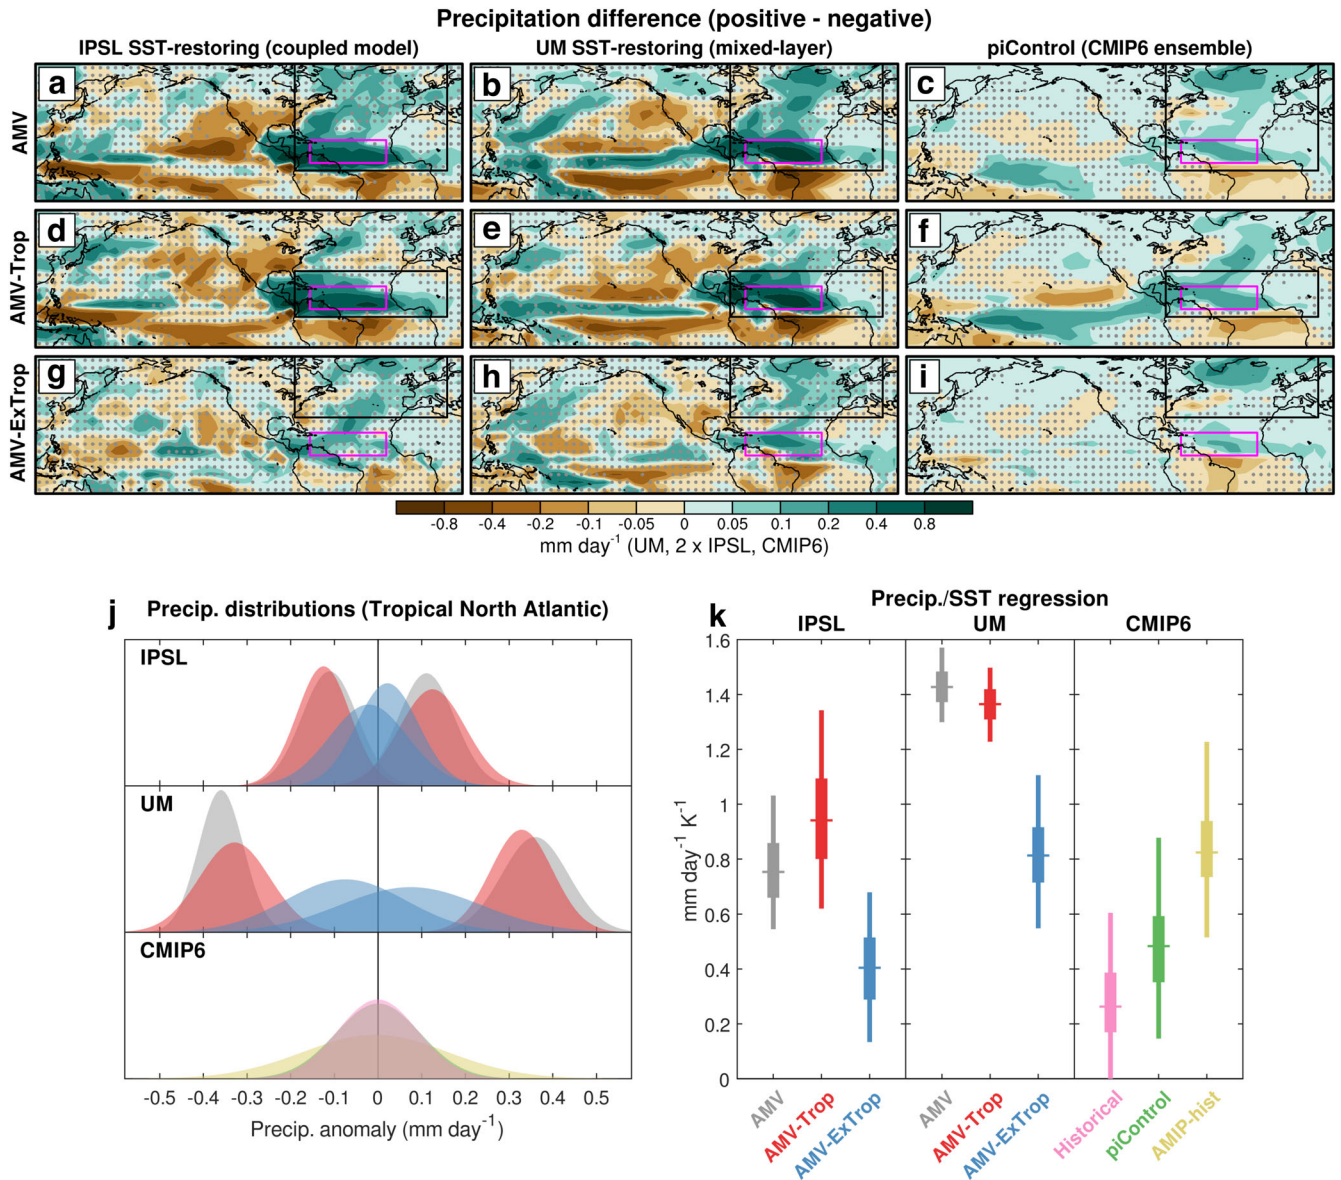 Precipitation difference (positive - negative)
IPSL SST-restoring (coupled model)
UM SST-restoring (mixed-layer)
piControl (CMIP6 ensemble)
AMV
a
b
c
AMV-Trop
d
e
f
AMV-ExTrop
g
h
i
-0.8 -0.4 -0.2 -0.1 -0.05 0 0.05 0.1 0.2 0.4 0.8
mm day⁻¹ (UM, 2 x IPSL, CMIP6)
j
Precip. distributions (Tropical North Atlantic)
IPSL
UM
CMIP6
-0.5 -0.4 -0.3 -0.2 -0.1 0 0.1 0.2 0.3 0.4 0.5
Precip. anomaly (mm day⁻¹)
k
Precip./SST regression
IPSL UM CMIP6
1.6
1.4
1.2
1
0.8
0.6
0.4
0.2
0
mm day⁻¹ K⁻¹
AMV
AMV-Trop
AMV-ExTrop
AMV
AMV-Trop
AMV-ExTrop
Historical
piControl
AMIP-hist